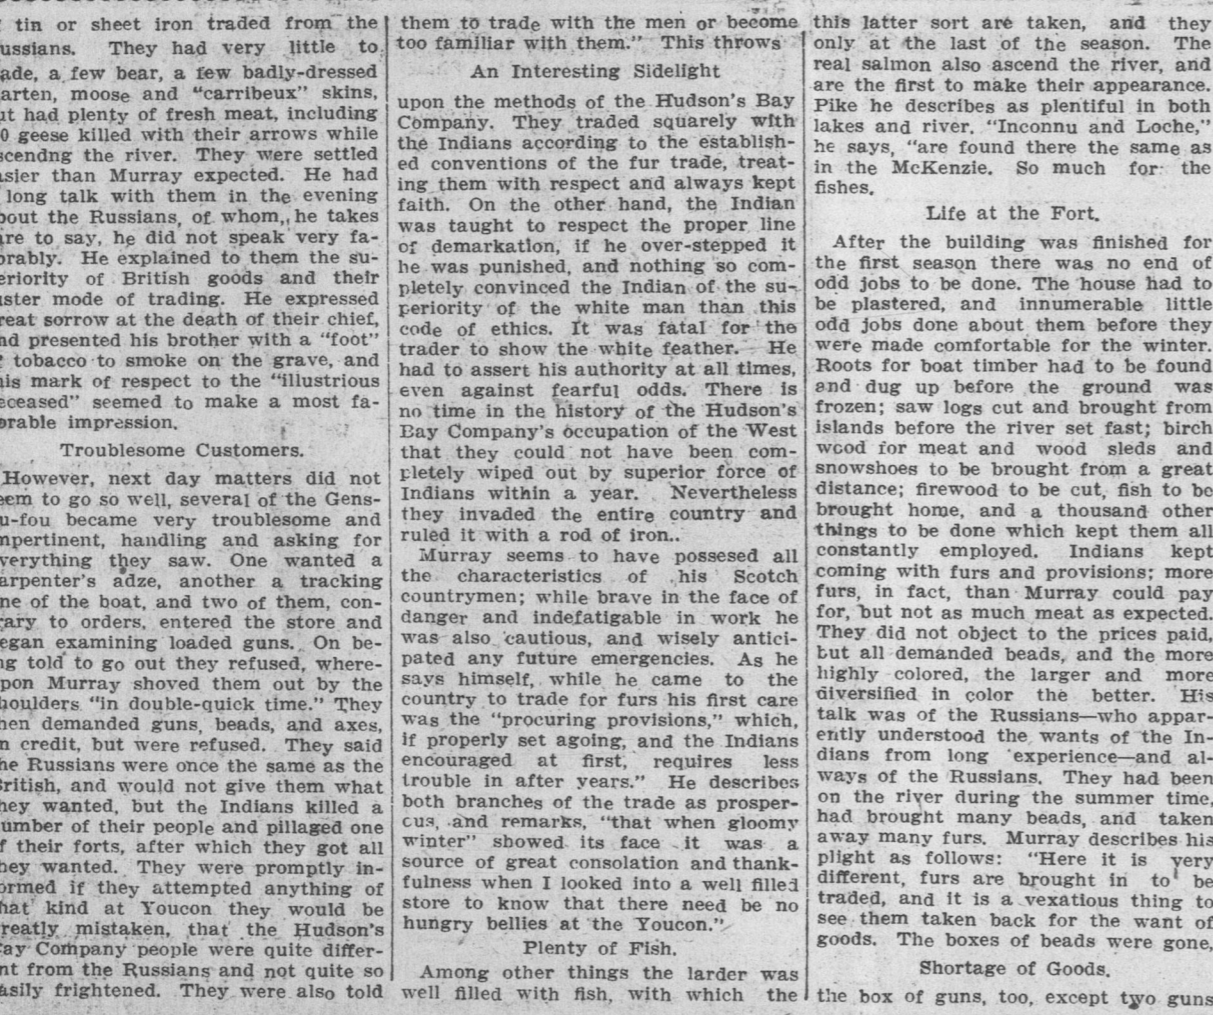 tin or sheet iron traded from the
ussians. They had very little to
ade, a few bear, a few badly-dressed
arten, moose and "carribeux" skins,
ut had plenty of fresh meat, including
0 geese killed with their arrows while
scendng the river. They were settled
asier than Murray expected. He had
long talk with them in the evening
bout the Russians, of whom, he takes
are to say, he did not speak very fa-
orably. He explained to them the su-
eriority of British goods and their
uster mode of trading. He expressed
reat sorrow at the death of their chief,
nd presented his brother with a "foot"
f tobacco to smoke on the grave, and
his mark of respect to the "illustrious
eceased" seemed to make a most fa-
orable impression.
Troublesome Customers.
However, next day matters did not
eem to go so well, several of the Gens-
u-fou became very troublesome and
mpertinent, handling and asking for
verything they saw. One wanted a
arpenter's adze, another a tracking
ne of the boat, and two of them, con-
rary to orders, entered the store and
egan examining loaded guns. On be-
ng told to go out they refused, where-
pon Murray shoved them out by the
houlders "in double-quick time." They
hen demanded guns, beads, and axes,
n credit, but were refused. They said
he Russians were once the same as the
British, and would not give them what
hey wanted, but the Indians killed a
umber of their people and pillaged one
f their forts, after which they got all
hey wanted. They were promptly in-
ormed if they attempted anything of
hat kind at Youcon they would be
reatly mistaken, that the Hudson's
Bay Company people were quite differ-
nt from the Russians and not quite so
asily frightened. They were also told
them to trade with the men or become
too familiar with them." This throws
An Interesting Sidelight
upon the methods of the Hudson's Bay
Company. They traded squarely with
the Indians according to the establish-
ed conventions of the fur trade, treat-
ing them with respect and always kept
faith. On the other hand, the Indian
was taught to respect the proper line
of demarkation, if he over-stepped it
he was punished, and nothing so com-
pletely convinced the Indian of the su-
periority of the white man than this
code of ethics. It was fatal for the
trader to show the white feather. He
had to assert his authority at all times,
even against fearful odds. There is
no time in the history of the Hudson's
Bay Company's occupation of the West
that they could not have been com-
pletely wiped out by superior force of
Indians within a year. Nevertheless
they invaded the entire country and
ruled it with a rod of iron..
Murray seems to have possesed all
the characteristics of his Scotch
countrymen; while brave in the face of
danger and indefatigable in work he
was also cautious, and wisely antici-
pated any future emergencies. As he
says himself, while he came to the
country to trade for furs his first care
was the "procuring provisions," which,
if properly set agoing, and the Indians
encouraged at first, requires less
trouble in after years." He describes
both branches of the trade as prosper-
cus, and remarks, "that when gloomy
winter" showed its face it was a
source of great consolation and thank-
fulness when I looked into a well filled
store to know that there need be no
hungry bellies at the Youcon."
Plenty of Fish.
Among other things the larder was
well filled with fish, with which the
this latter sort are taken, and they
only at the last of the season. The
real salmon also ascend the river, and
are the first to make their appearance.
Pike he describes as plentiful in both
lakes and river. "Inconnu and Loche,"
he says, "are found there the same as
in the McKenzie. So much for the
fishes.
Life at the Fort.
After the building was finished for
the first season there was no end of
odd jobs to be done. The house had to
be plastered, and innumerable little
odd jobs done about them before they
were made comfortable for the winter.
Roots for boat timber had to be found
and dug up before the ground was
frozen; saw logs cut and brought from
islands before the river set fast; birch
wood for meat and wood sleds and
snowshoes to be brought from a great
distance; firewood to be cut, fish to be
brought home, and a thousand other
things to be done which kept them all
constantly employed. Indians kept
coming with furs and provisions; more
furs, in fact, than Murray could pay
for, but not as much meat as expected.
They did not object to the prices paid,
but all demanded beads, and the more
highly colored, the larger and more
diversified in color the better. His
talk was of the Russians—who appar-
ently understood the wants of the In-
dians from long experience—and al-
ways of the Russians. They had been
on the river during the summer time,
had brought many beads, and taken
away many furs. Murray describes his
plight as follows: "Here it is very
different, furs are brought in to be
traded, and it is a vexatious thing to
see them taken back for the want of
goods. The boxes of beads were gone,
Shortage of Goods.
the box of guns, too, except two guns